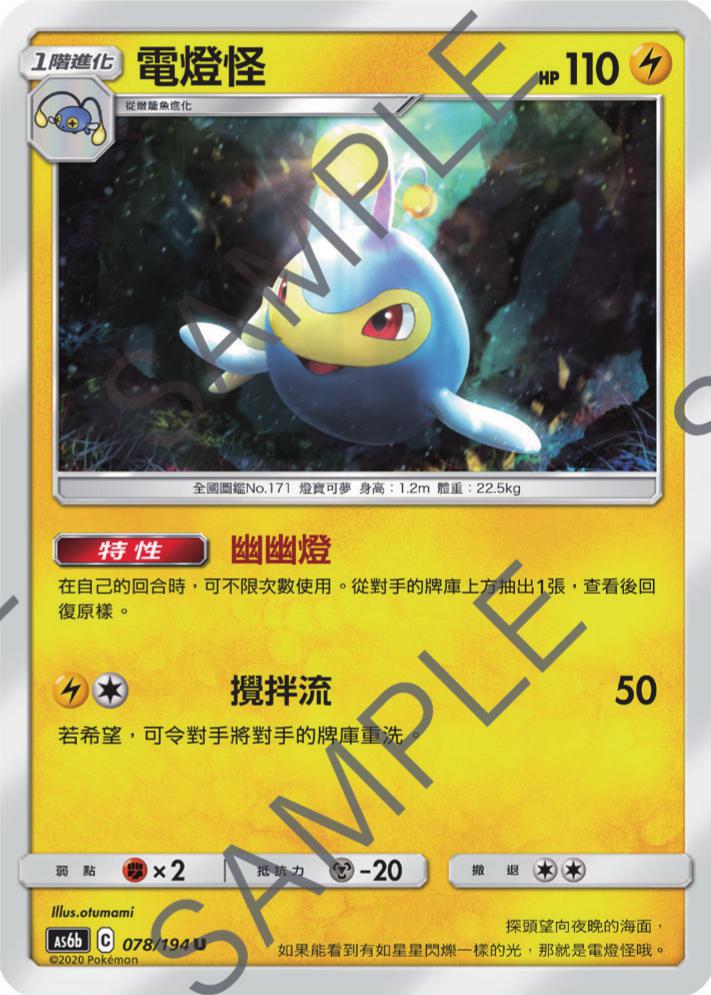 1階進化
電燈怪
HP 110
從燈籠魚進化
全國圖鑑No.171 燈寶可夢 身高：1.2m 體重：22.5kg
特性 幽幽燈
在自己的回合時，可不限次數使用。從對手的牌庫上方抽出1張，查看後回
復原樣。
攪拌流 50
若希望，可令對手將對手的牌庫重洗。
弱點 ×2 抵抗力 -20 撤退
Illus.otumami
AS6b C 078/194 U
©2020 Pokémon
探頭望向夜晚的海面，
如果能看到有如星星閃爍一樣的光，那就是電燈怪哦。
SAMPLE
SAMPLE